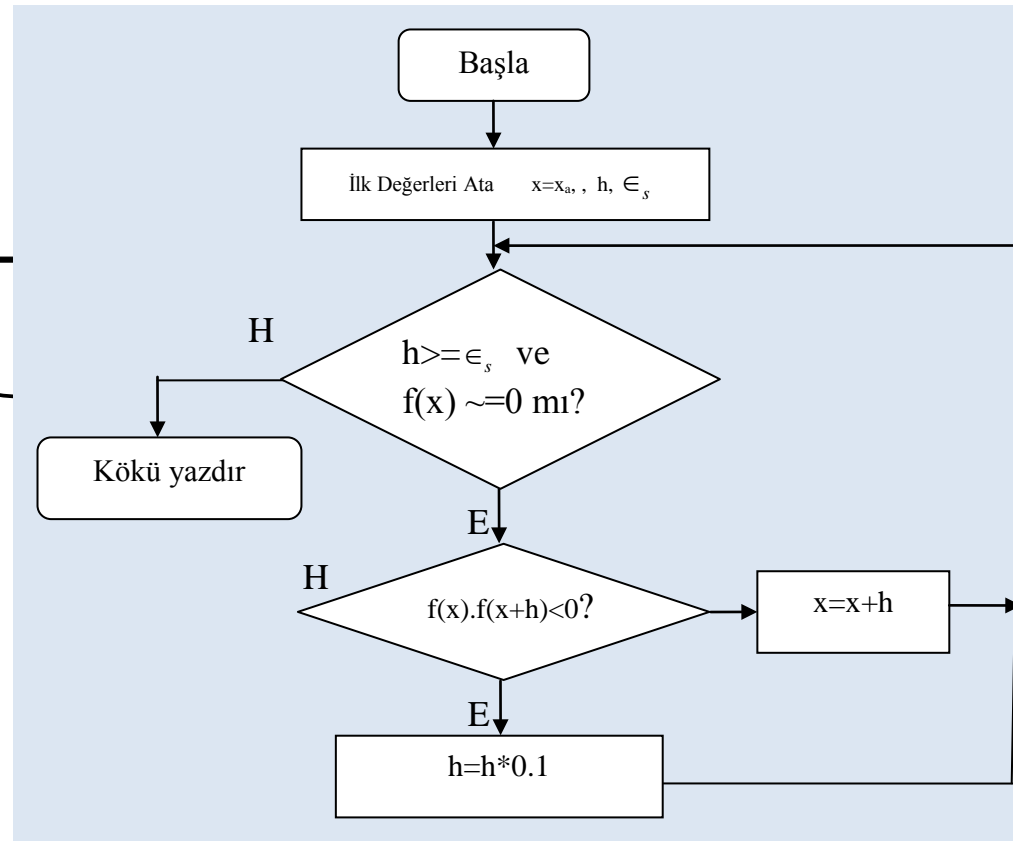 Başla
İlk Değerleri Ata x=xₐ, , h, ∈ₛ
H
h>=∈ₛ ve
f(x) ~=0 mı?
Kökü yazdır
E
H
f(x).f(x+h)<0?
x=x+h
E
h=h*0.1